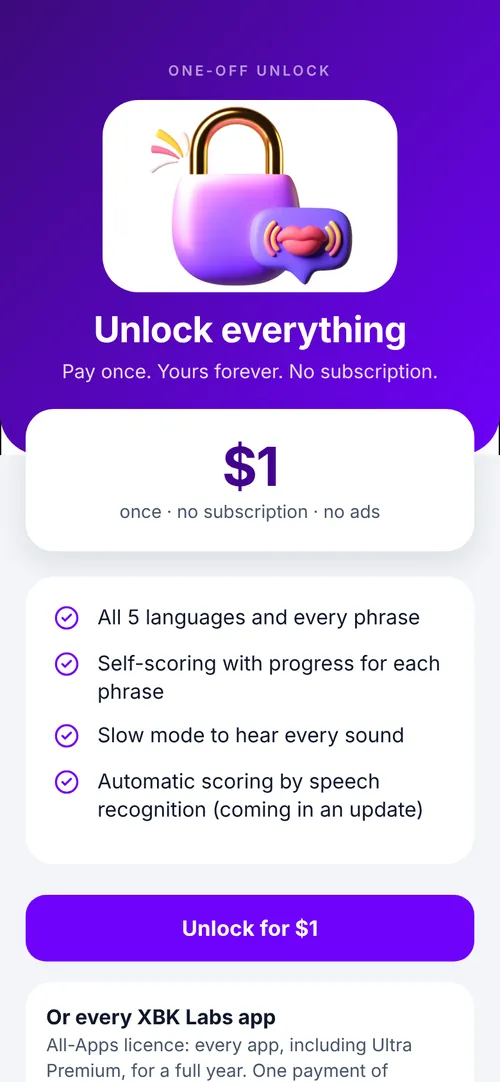 ONE-OFF UNLOCK
Unlock everything
Pay once. Yours forever. No subscription.
$1
once · no subscription · no ads
All 5 languages and every phrase
Self-scoring with progress for each
phrase
Slow mode to hear every sound
Automatic scoring by speech
recognition (coming in an update)
Unlock for $1
Or every XBK Labs app
All-Apps licence: every app, including Ultra
Premium, for a full year. One payment of